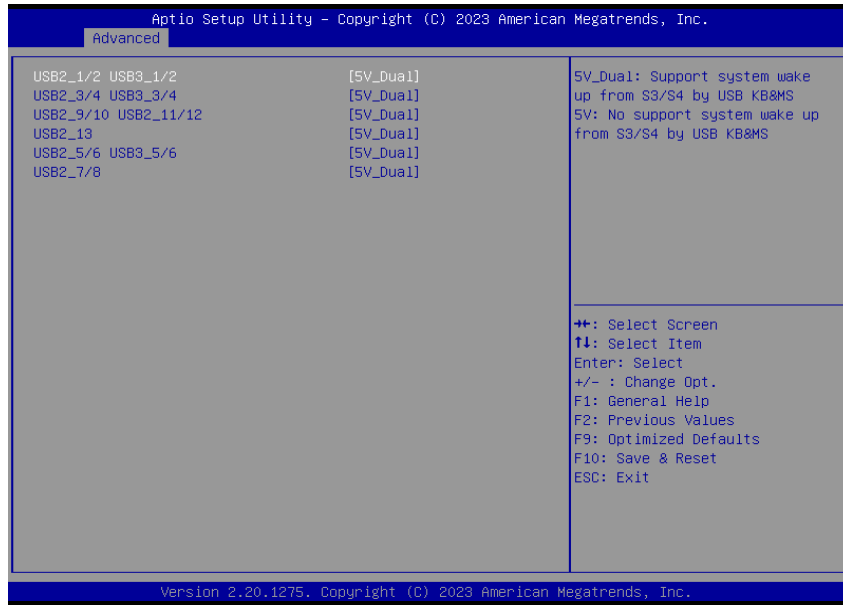 Aptio Setup Utility – Copyright (C) 2023 American Megatrends, Inc.
Advanced
USB2_1/2 USB3_1/2 [5V_Dual]
USB2_3/4 USB3_3/4 [5V_Dual]
USB2_9/10 USB2_11/12 [5V_Dual]
USB2_13 [5V_Dual]
USB2_5/6 USB3_5/6 [5V_Dual]
USB2_7/8 [5V_Dual]
5V_Dual: Support system wake
up from S3/S4 by USB KB&MS
5V: No support system wake up
from S3/S4 by USB KB&MS
→←: Select Screen
↑↓: Select Item
Enter: Select
+/- : Change Opt.
F1: General Help
F2: Previous Values
F9: Optimized Defaults
F10: Save & Reset
ESC: Exit
Version 2.20.1275. Copyright (C) 2023 American Megatrends, Inc.